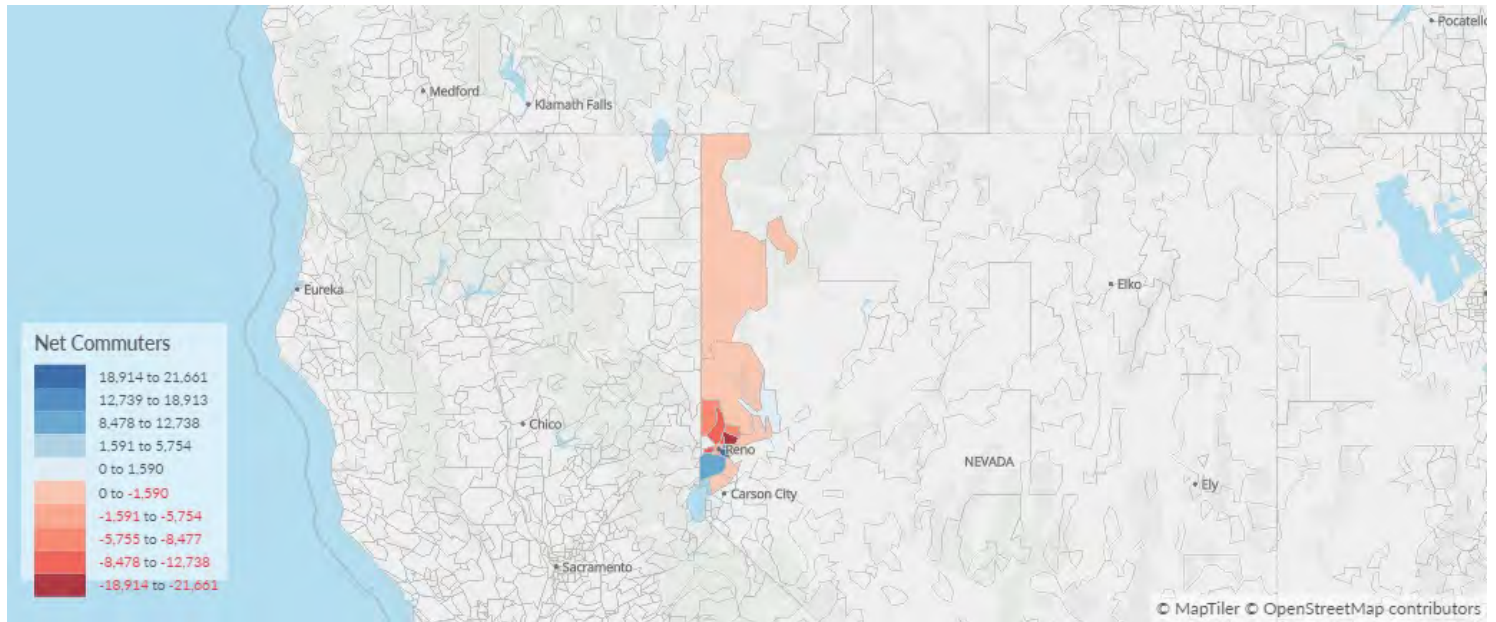 Pocatello
Medford
Klamath Falls
Eureka
Elko
Net Commuters
18,914 to 21,661
12,739 to 18,913
8,478 to 12,738
1,591 to 5,754
0 to 1,590
0 to -1,590
-1,591 to -5,754
-5,755 to -8,477
-8,478 to -12,738
-18,914 to -21,661
Chico
Reno
NEVADA
Ely
Carson City
Sacramento
© MapTiler © OpenStreetMap contributors